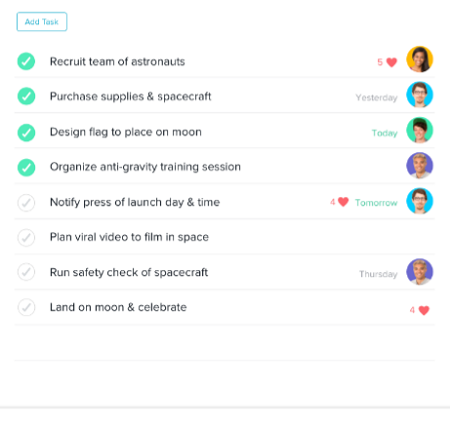 Add Task
Recruit team of astronauts 5
Purchase supplies & spacecraft Yesterday
Design flag to place on moon Today
Organize anti-gravity training session
Notify press of launch day & time 4 Tomorrow
Plan viral video to film in space
Run safety check of spacecraft Thursday
Land on moon & celebrate 4